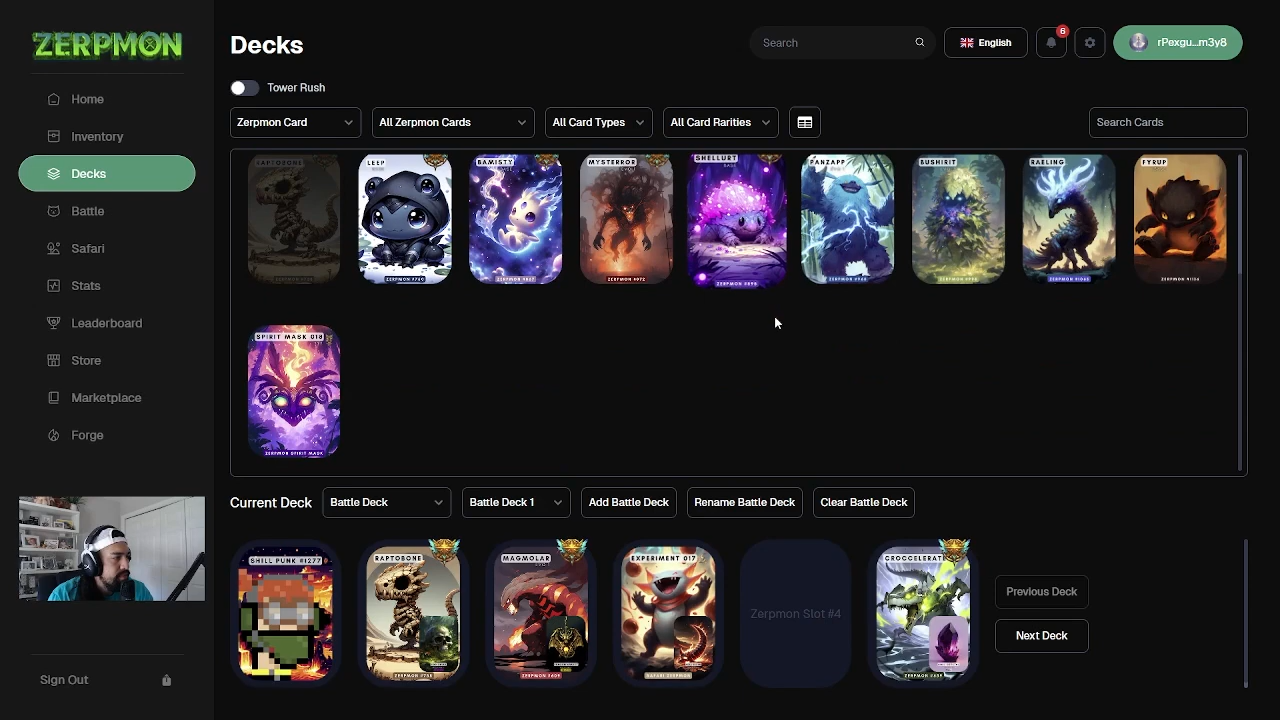 ZERPMON
Home
Inventory
Decks
Battle
Safari
Stats
Leaderboard
Store
Marketplace
Forge
Sign Out
Decks
Search
English
6
rPexgu...m3y8
Tower Rush
Zerpmon Card
All Zerpmon Cards
All Card Types
All Card Rarities
Search Cards
RAPTOBONE
LEEP
BAMISTY
MYSTERROR
SHELLURT
PANZAPP
BUSHIRIT
RAELING
FYRUP
SPIRIT MASK 018
ZERPMON SPIRIT MASK
Current Deck
Battle Deck
Battle Deck 1
Add Battle Deck
Rename Battle Deck
Clear Battle Deck
SHILL PUNK #1277
RAPTOBONE
MAGMOLAR
EXPERIMENT 017
SAFARI ZERPMON
Zerpmon Slot #4
CROCCELERAT
Previous Deck
Next Deck